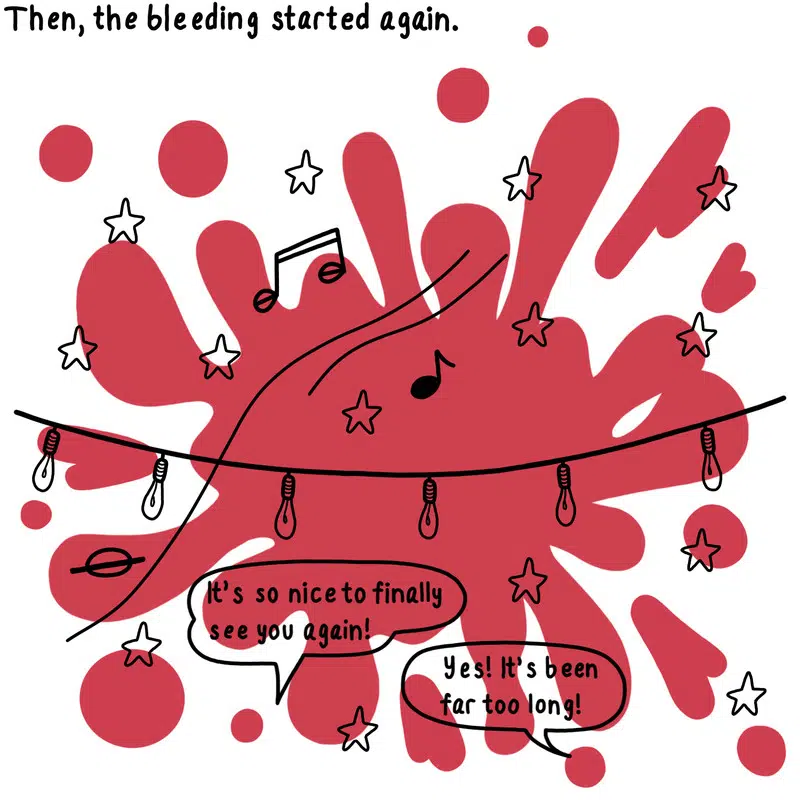 Then, the bleeding started again.
It's so nice to finally
see you again!
Yes! It's been
far too long!